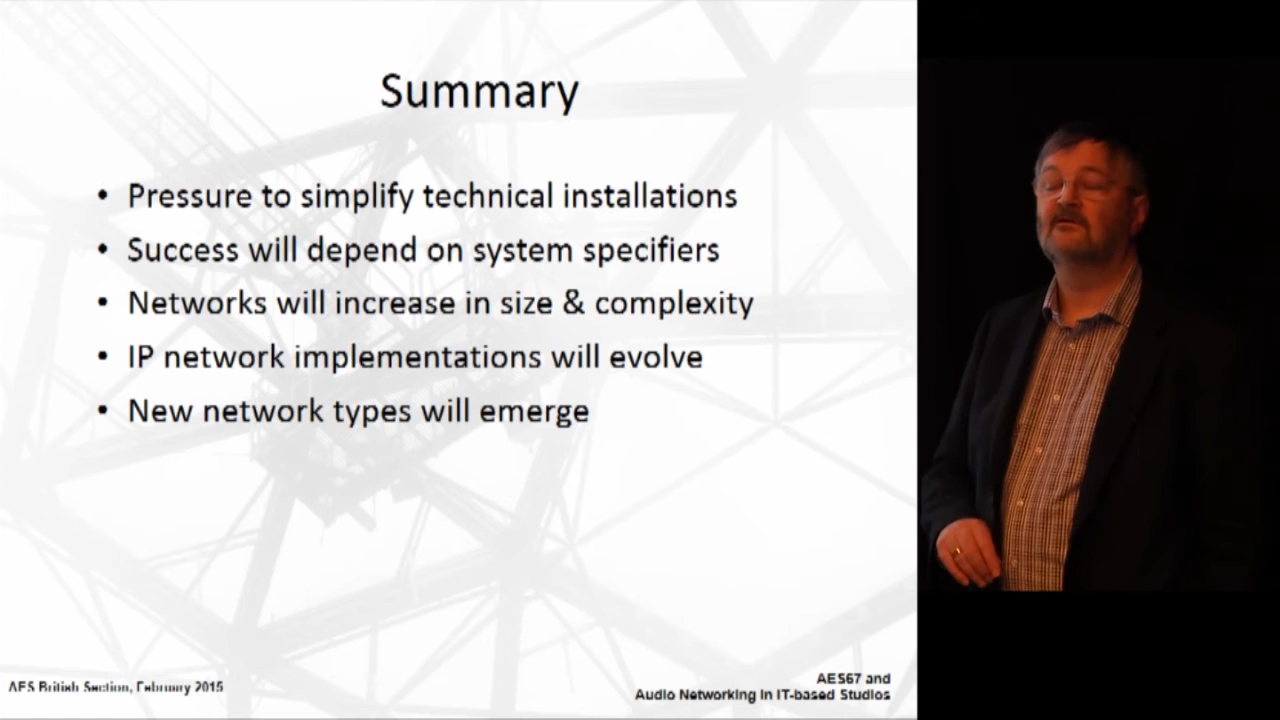 Summary
• Pressure to simplify technical installations
• Success will depend on system specifiers
• Networks will increase in size & complexity
• IP network implementations will evolve
• New network types will emerge
AES British Section, February 2015
AES67 and
Audio Networking in IT-based Studios